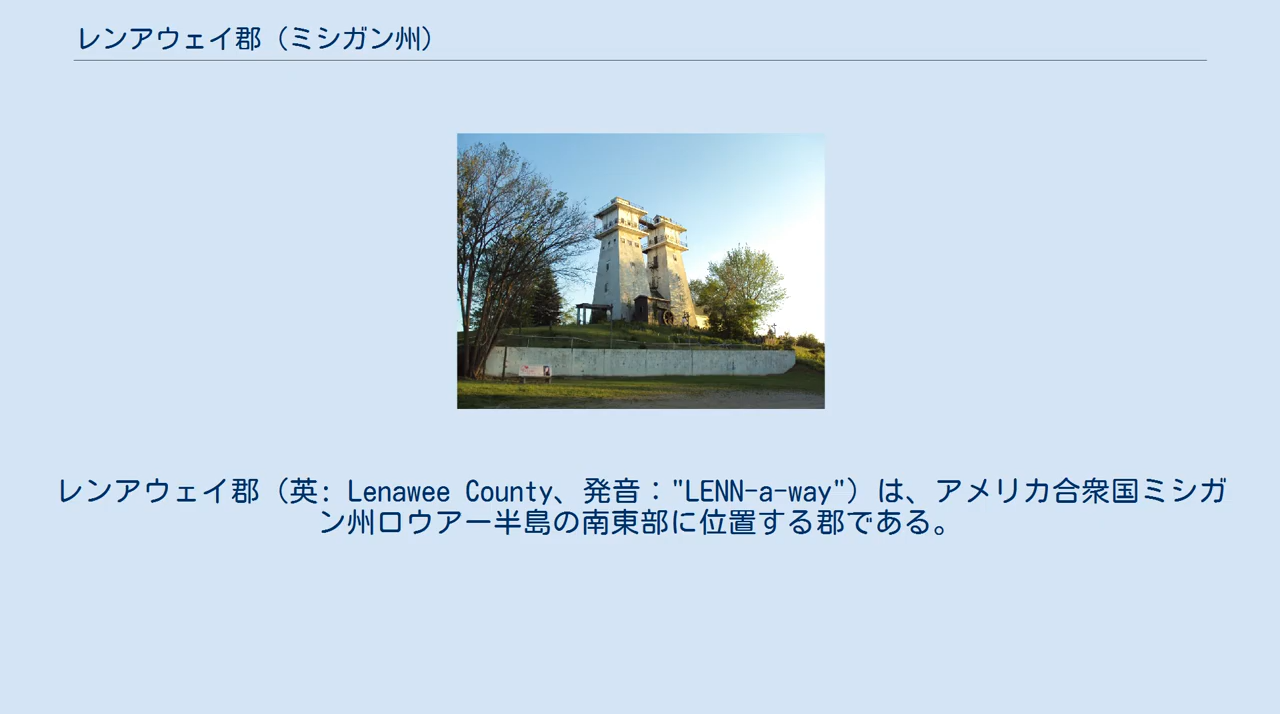 レンアウェイ郡（ミシガン州）
レンアウェイ郡（英: Lenawee County、発音："LENN-a-way"）は、アメリカ合衆国ミシガ
ン州ロウアー半島の南東部に位置する郡である。